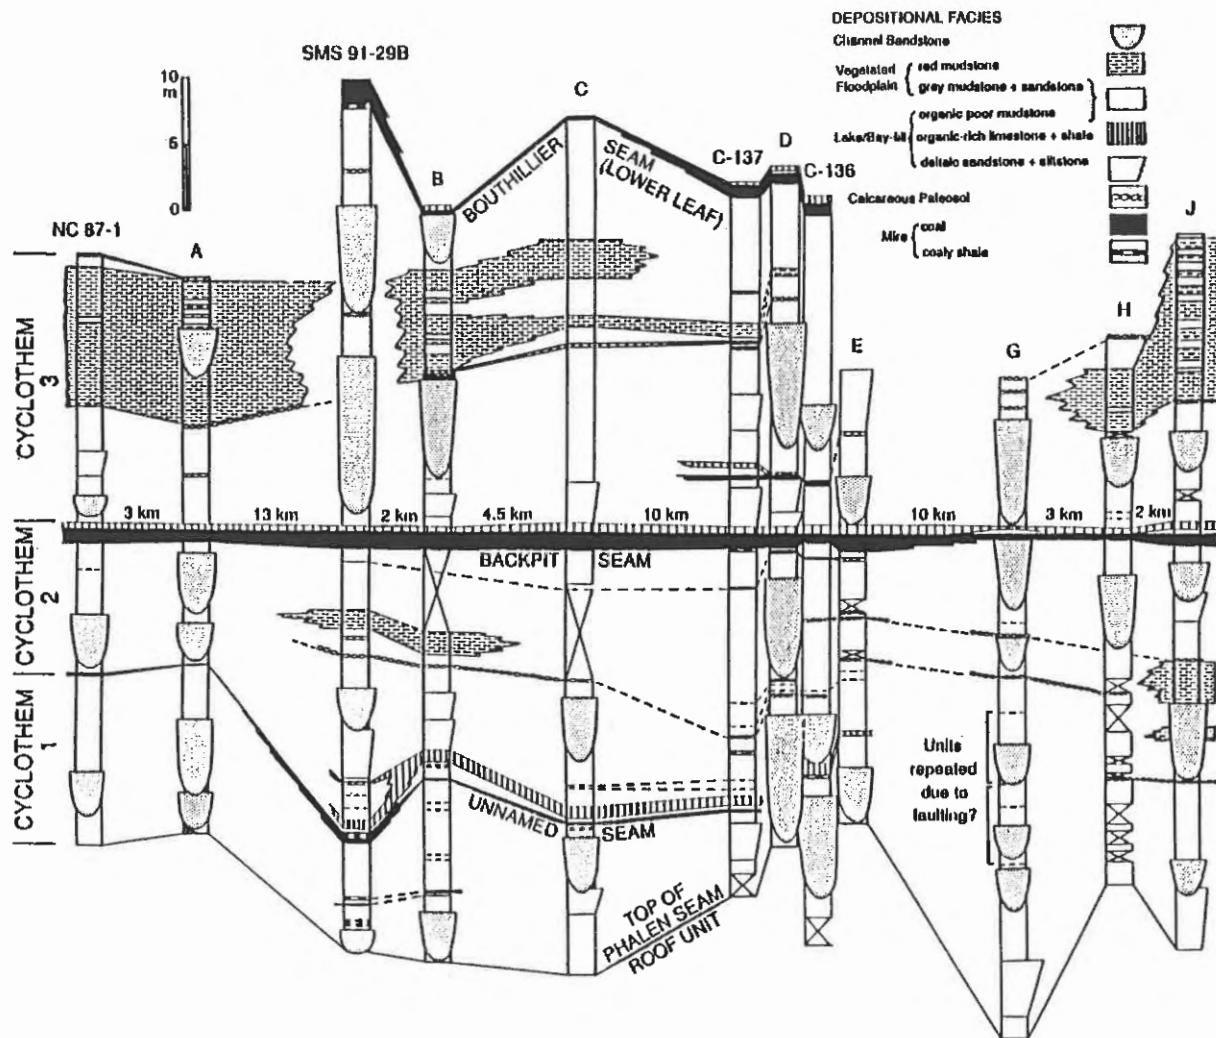 DEPOSITIONAL FACIES
Channel Sandstone
Vegetated
Floodplain
red mudstone
grey mudstone + sandstone
organic poor mudstone
organic-rich limestone + shale
deltaic sandstone + siltstone
Calcareous Paleosol
Mire
coal
coaly shale
10
m
5
0
SMS 91-29B
NC 87-1
A
B
C
C-137
D
C-136
E
G
H
J
BOUTHILLIER
SEAM
(LOWER LEAF)
CYCLOTHEM
3
3 km
13 km
2 km
4.5 km
10 km
10 km
3 km
2 km
BACKPIT
SEAM
CYCLOTHEM
2
CYCLOTHEM
1
UNNAMED
SEAM
TOP OF
PHALEN SEAM
ROOF UNIT
Units
repeated
due to
faulting?